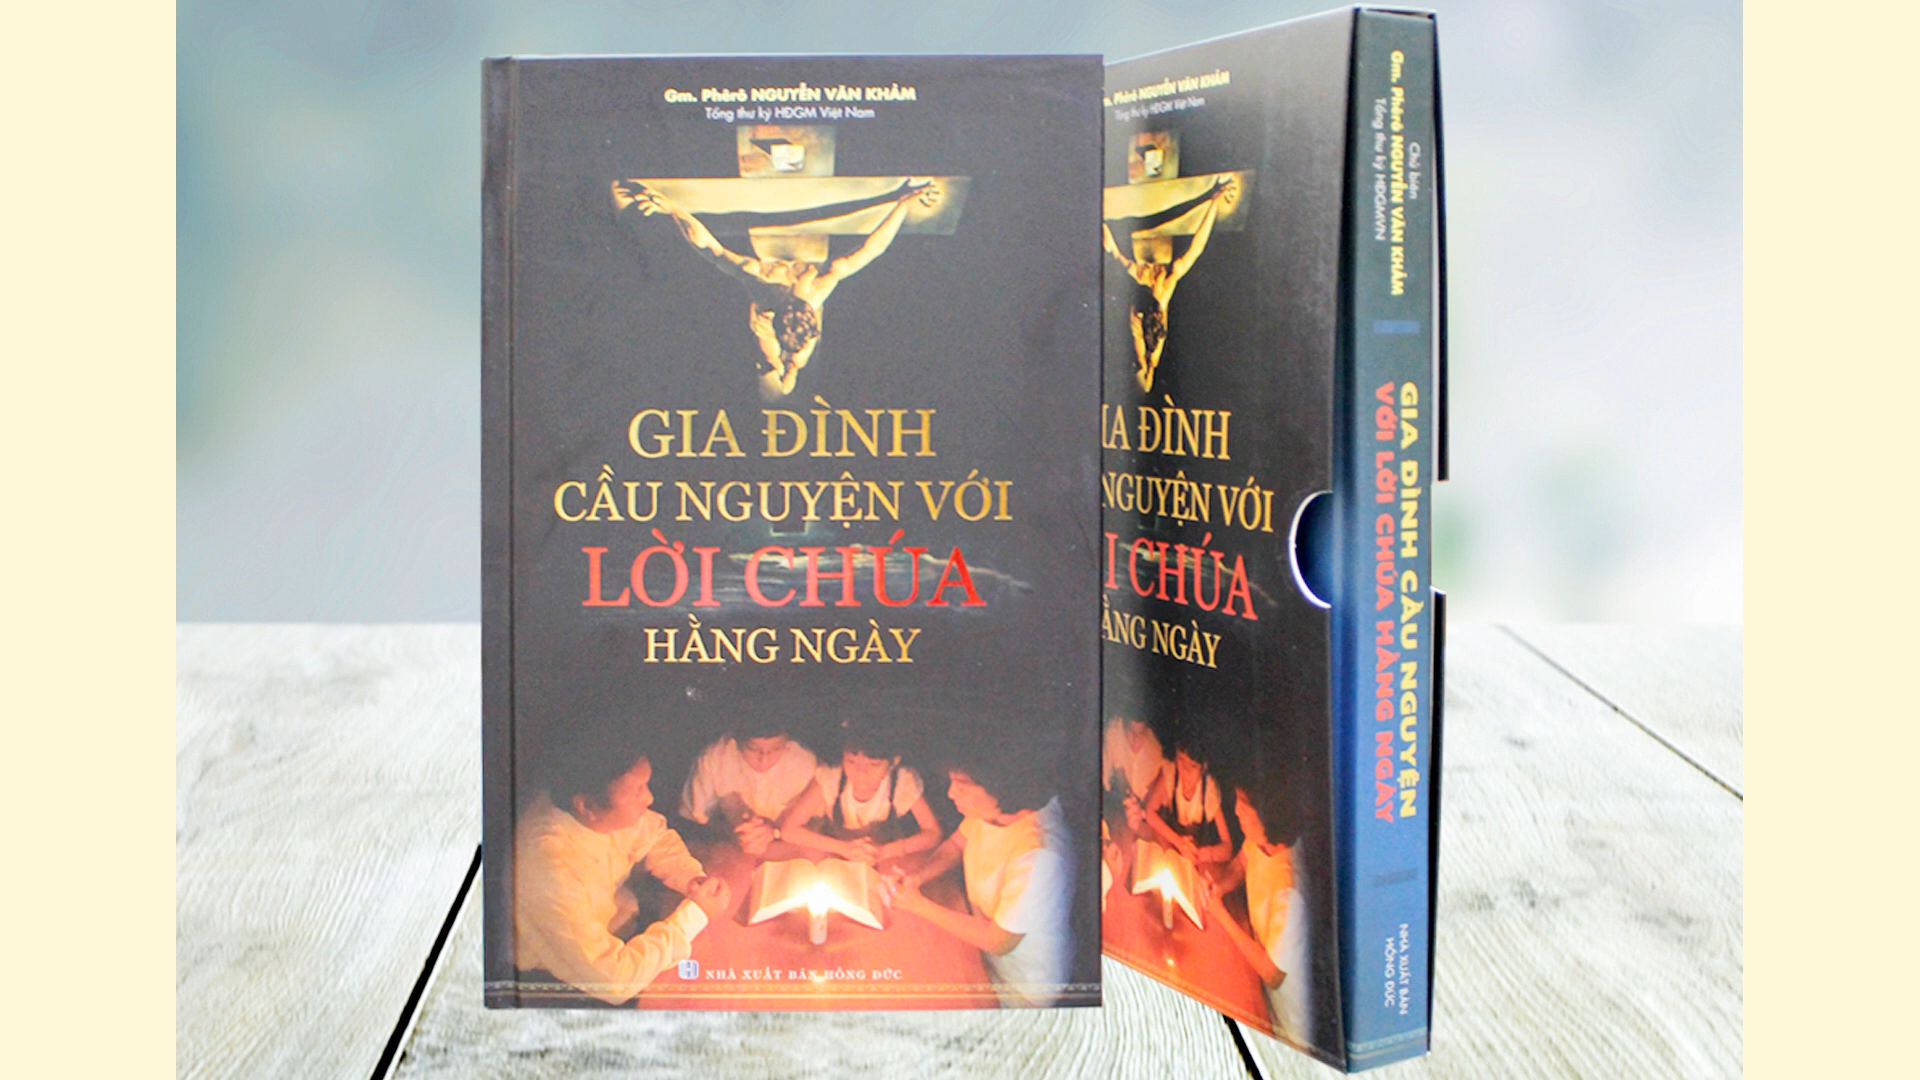 Gm. Phêrô NGUYỄN VĂN KHẢM
Tổng thư ký HĐGM Việt Nam
GIA ĐÌNH
CẦU NGUYỆN VỚI
LỜI CHÚA
HẰNG NGÀY
NHÀ XUẤT BẢN HỒNG ĐỨC
m. Phêrô NGUYỄN VĂN KHẢM
Tổng thư ký HĐGM Việt Nam
IA ĐÌNH
NGUYỆN VỚI
I CHÚA
ẰNG NGÀY
Chủ biên
Gm. Phêrô NGUYỄN VĂN KHẢM
Tổng thư ký HĐGMVN
GIA ĐÌNH CẦU NGUYỆN
VỚI LỜI CHÚA HẰNG NGÀY
NHÀ XUẤT BẢN
HỒNG ĐỨC